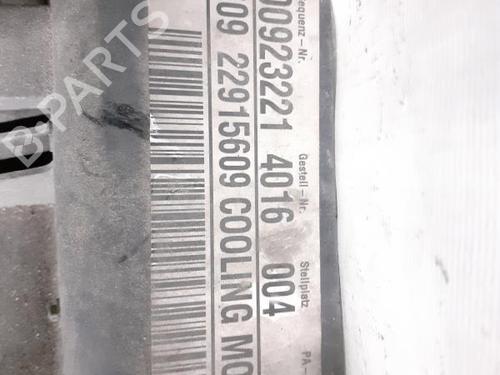 equenz-Nr. Gestell-Nr. Stellplatz PA-
00923221 4016 004
09 22915609 COOLING MO
B-PARTS